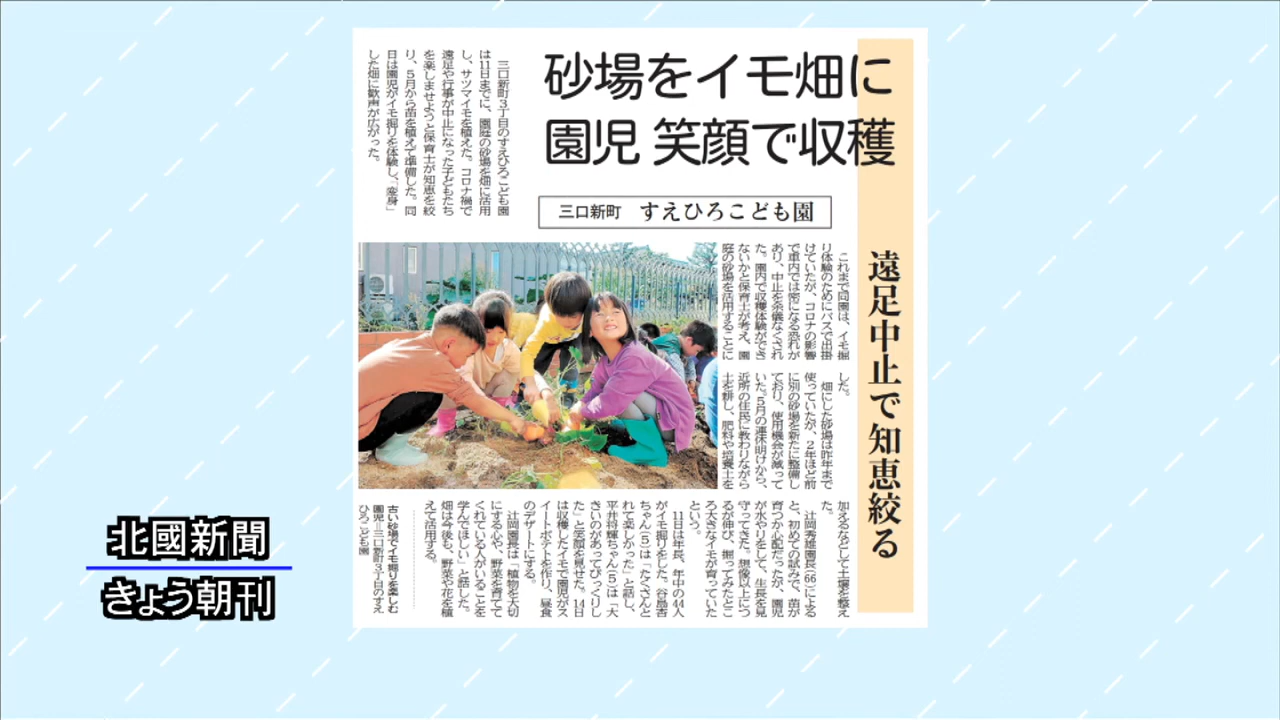 砂場をイモ畑に
園児 笑顔で収穫
三口新町 すえひろこども園
遠足中止で知恵絞る
三口新町3丁目のすえひろこども園
は11日までに、園庭の砂場を畑に活用
し、サツマイモを植えた。コロナ禍で
遠足や行事が中止になった子どもたち
を楽しませようと保育士が知恵を絞
り、5月から苗を植えて準備した。同
日は園児がイモ掘りを体験し、「変身」
した畑に歓声が広がった。
これまで同園は、イモ掘
り体験のためにバスで出掛
けていたが、コロナの影響
で車内では密になる恐れが
あり、中止を余儀なくされ
た。園内で収穫体験ができ
ないかと保育士が考え、園
庭の砂場を活用することに
した。
畑にした砂場は昨年まで
使っていたが、2年ほど前
に別の砂場を新たに整備し
ており、使用機会が減って
いた。5月の連休明けから、
近所の住民に教わりながら
土を耕し、肥料や培養土を
加えるなどして土壌を整え
た。
辻岡秀雄園長(66)による
と、初めての試みで、苗が
育つか心配だったが、園児
が水やりをして、生長を見
守ってきた。想像以上につ
るが伸び、掘ってみたとこ
ろ大きなイモが育っていた
という。
11日は年長、年中の44人
がイモ掘りをした。谷島杏
ちゃん(5)は「たくさんと
れて楽しかった」と話し、
平井将輝ちゃん(5)は「大
きいのがあってびっくりし
た」と笑顔を見せた。14日
は収穫したイモで園児がス
イートポテトを作り、昼食
のデザートにする。
辻岡園長は「植物を大切
にする心や、野菜を育てて
くれている人がいることを
学んでほしい」と話した。
畑は今後も、野菜や花を植
えて活用する。
古い砂場でイモ掘りを楽しむ
園児=三口新町3丁目のすえ
ひろこども園
北國新聞
きょう朝刊